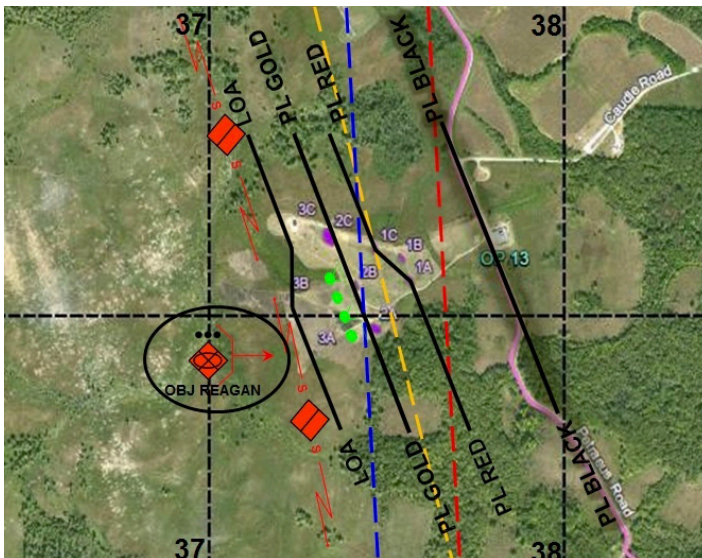 37
38
LOA
PL GOLD
PL RED
PL BLACK
Caudle Road
S
S
3C
2C
1C
1B
1A
OP 13
3B
2B
3A
S
OBJ REAGAN
S
LOA
PL GOLD
PL RED
PL BLACK
Road
37
38